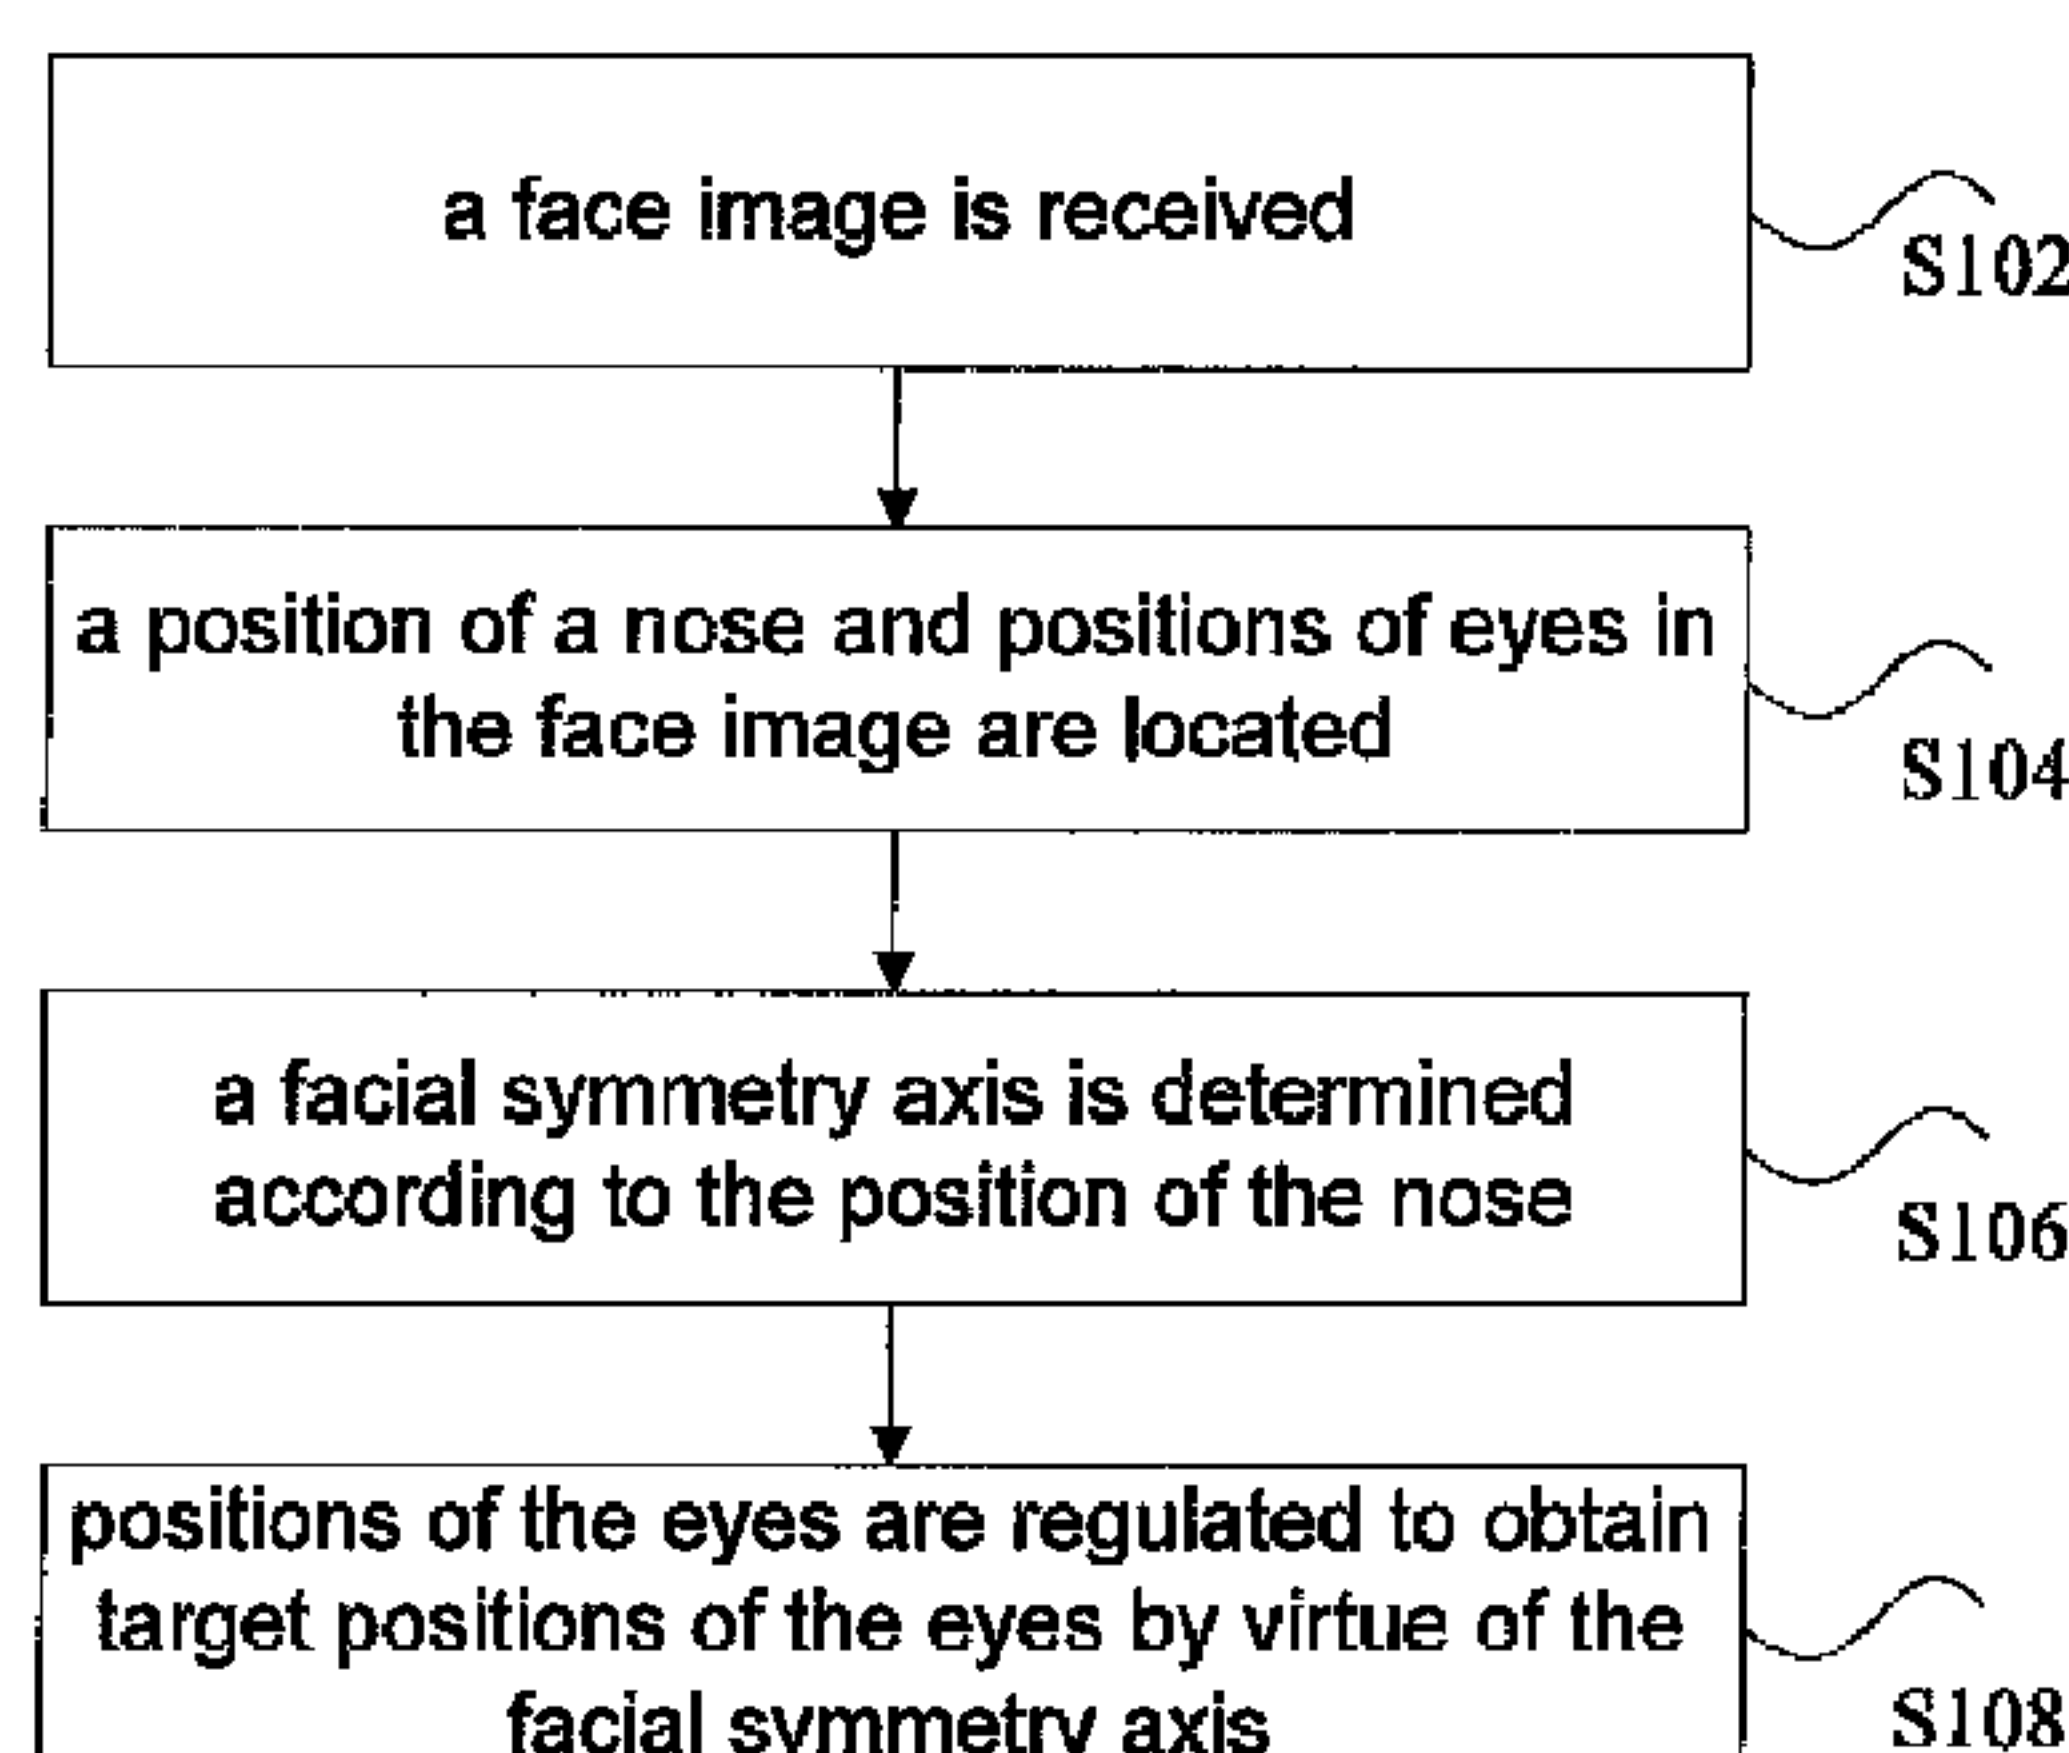 a face image is received
S102
a position of a nose and positions of eyes in
the face image are located
S104
a facial symmetry axis is determined
according to the position of the nose
S106
positions of the eyes are regulated to obtain
target positions of the eyes by virtue of the
facial symmetry axis
S108